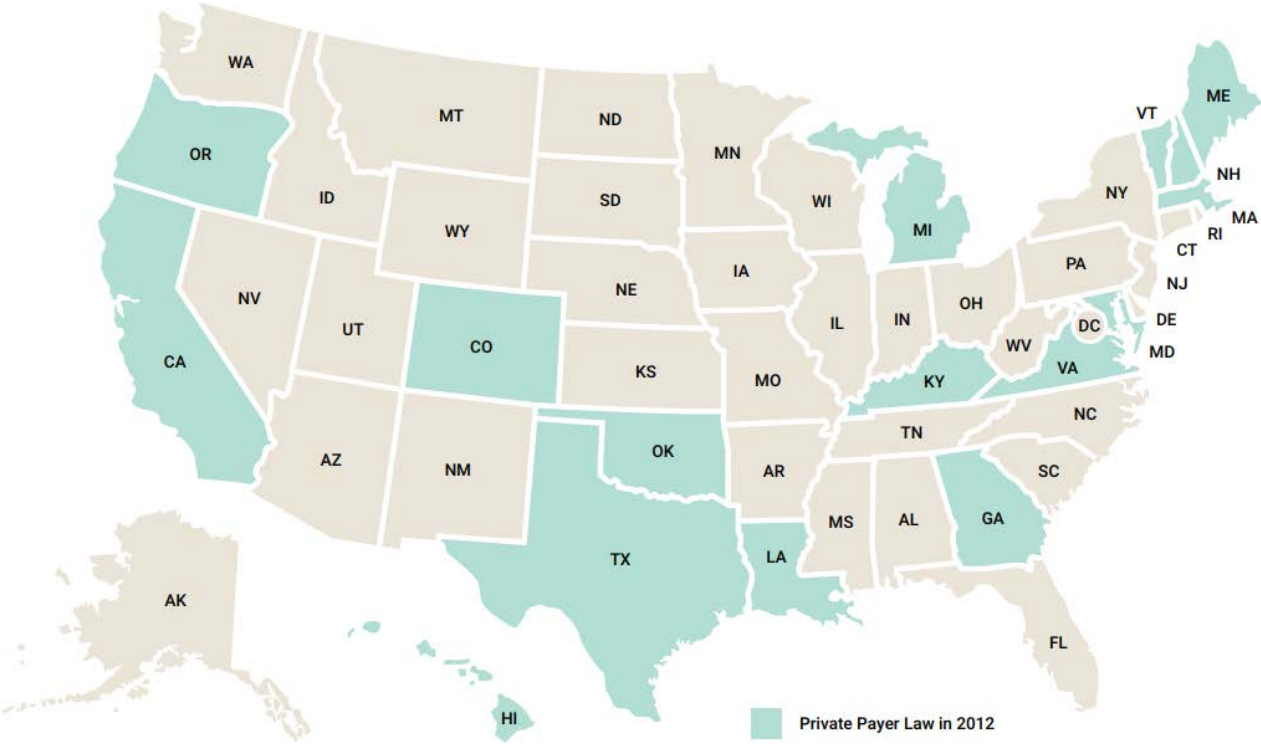 WA
MT
ND
MN
OR
ID
WY
SD
WI
MI
VT
ME
NH
NY
MA
RI
CT
IA
NE
PA
NJ
NV
UT
CO
IL
IN
OH
DC
DE
MD
CA
KS
MO
WV
KY
VA
NC
TN
AZ
NM
OK
AR
SC
MS
AL
GA
TX
LA
AK
FL
HI
Private Payer Law in 2012